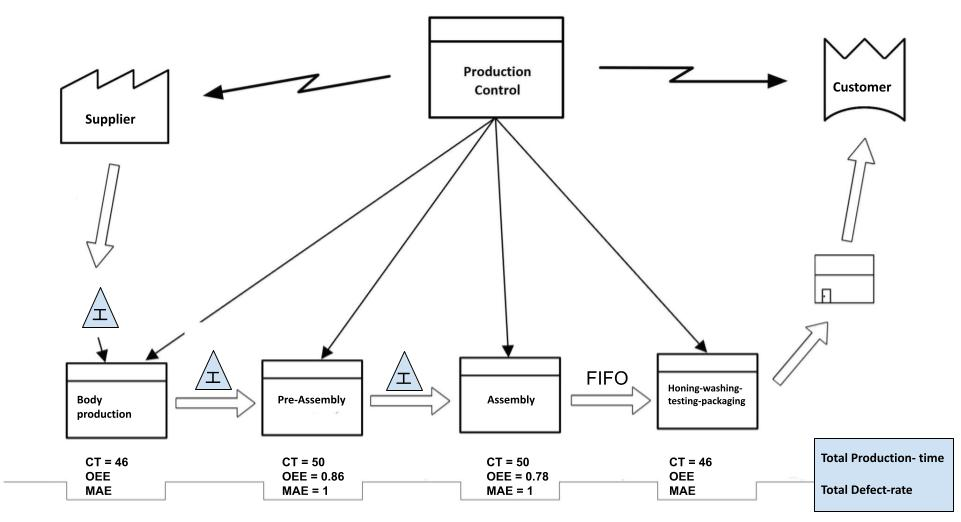 Production
Control
Supplier
Customer
I
I
I
FIFO
Body
production
Pre-Assembly
Assembly
Honing-washing-
testing-packaging
CT = 46
OEE
MAE
CT = 50
OEE = 0.86
MAE = 1
CT = 50
OEE = 0.78
MAE = 1
CT = 46
OEE
MAE
Total Production- time
Total Defect-rate